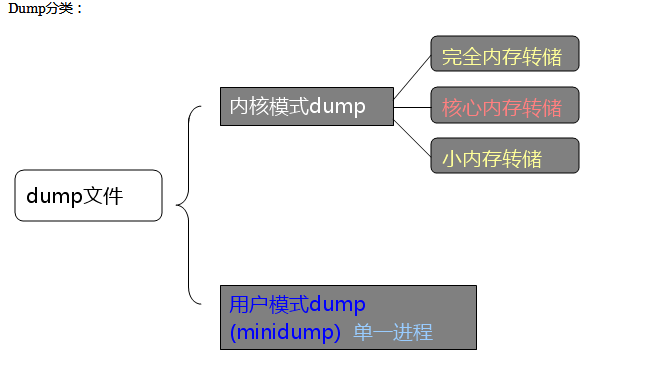 Dump分类：
完全内存转储
内核模式dump
核心内存转储
小内存转储
dump文件
用户模式dump
(minidump) 单一进程